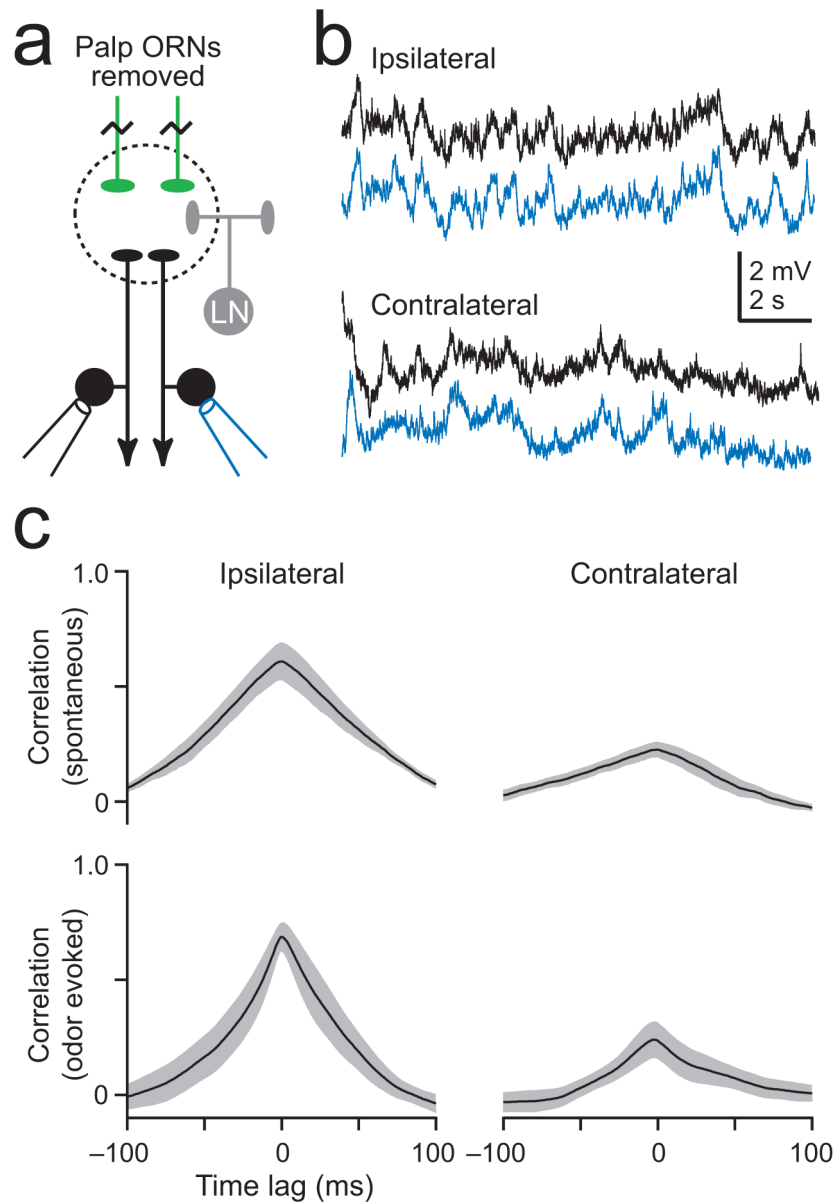 a
Palp ORNs
removed
LN
b
Ipsilateral
2 mV
2 s
Contralateral
c
Ipsilateral
Contralateral
1.0
0
Correlation
(spontaneous)
1.0
0
Correlation
(odor evoked)
–100
0
100
–100
0
100
Time lag (ms)